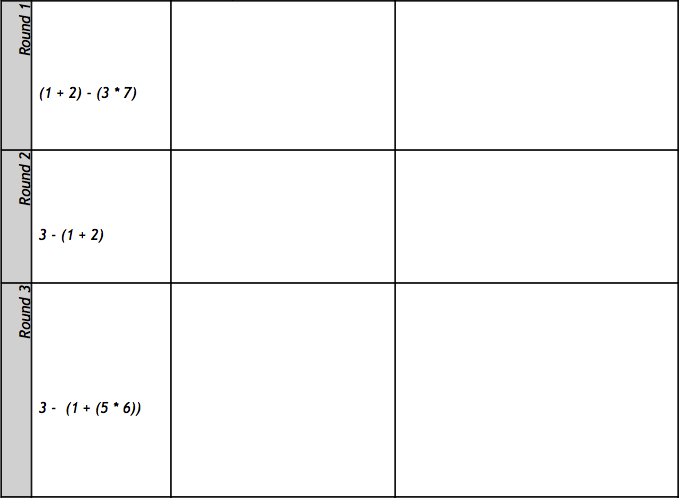 Round 1
(1 + 2) - (3 * 7)
Round 2
3 - (1 + 2)
Round 3
3 -  (1 + (5 * 6))